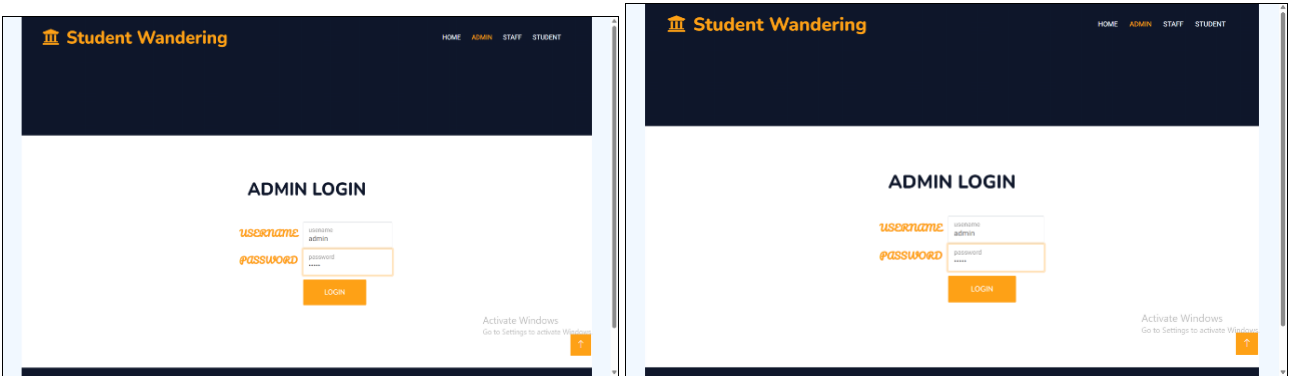 Student Wandering
HOME ADMIN STAFF STUDENT
ADMIN LOGIN
USERNAME
username
admin
PASSWORD
password
•••••
LOGIN
Activate Windows
Go to Settings to activate Windows
Student Wandering
HOME ADMIN STAFF STUDENT
ADMIN LOGIN
USERNAME
username
admin
PASSWORD
password
•••••
LOGIN
Activate Windows
Go to Settings to activate Windows